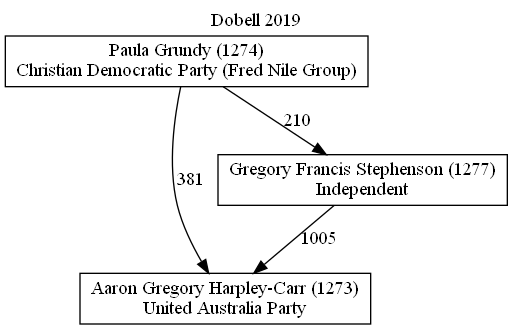 Dobell 2019
Paula Grundy (1274)
Christian Democratic Party (Fred Nile Group)
210
381
Gregory Francis Stephenson (1277)
Independent
1005
Aaron Gregory Harpley-Carr (1273)
United Australia Party